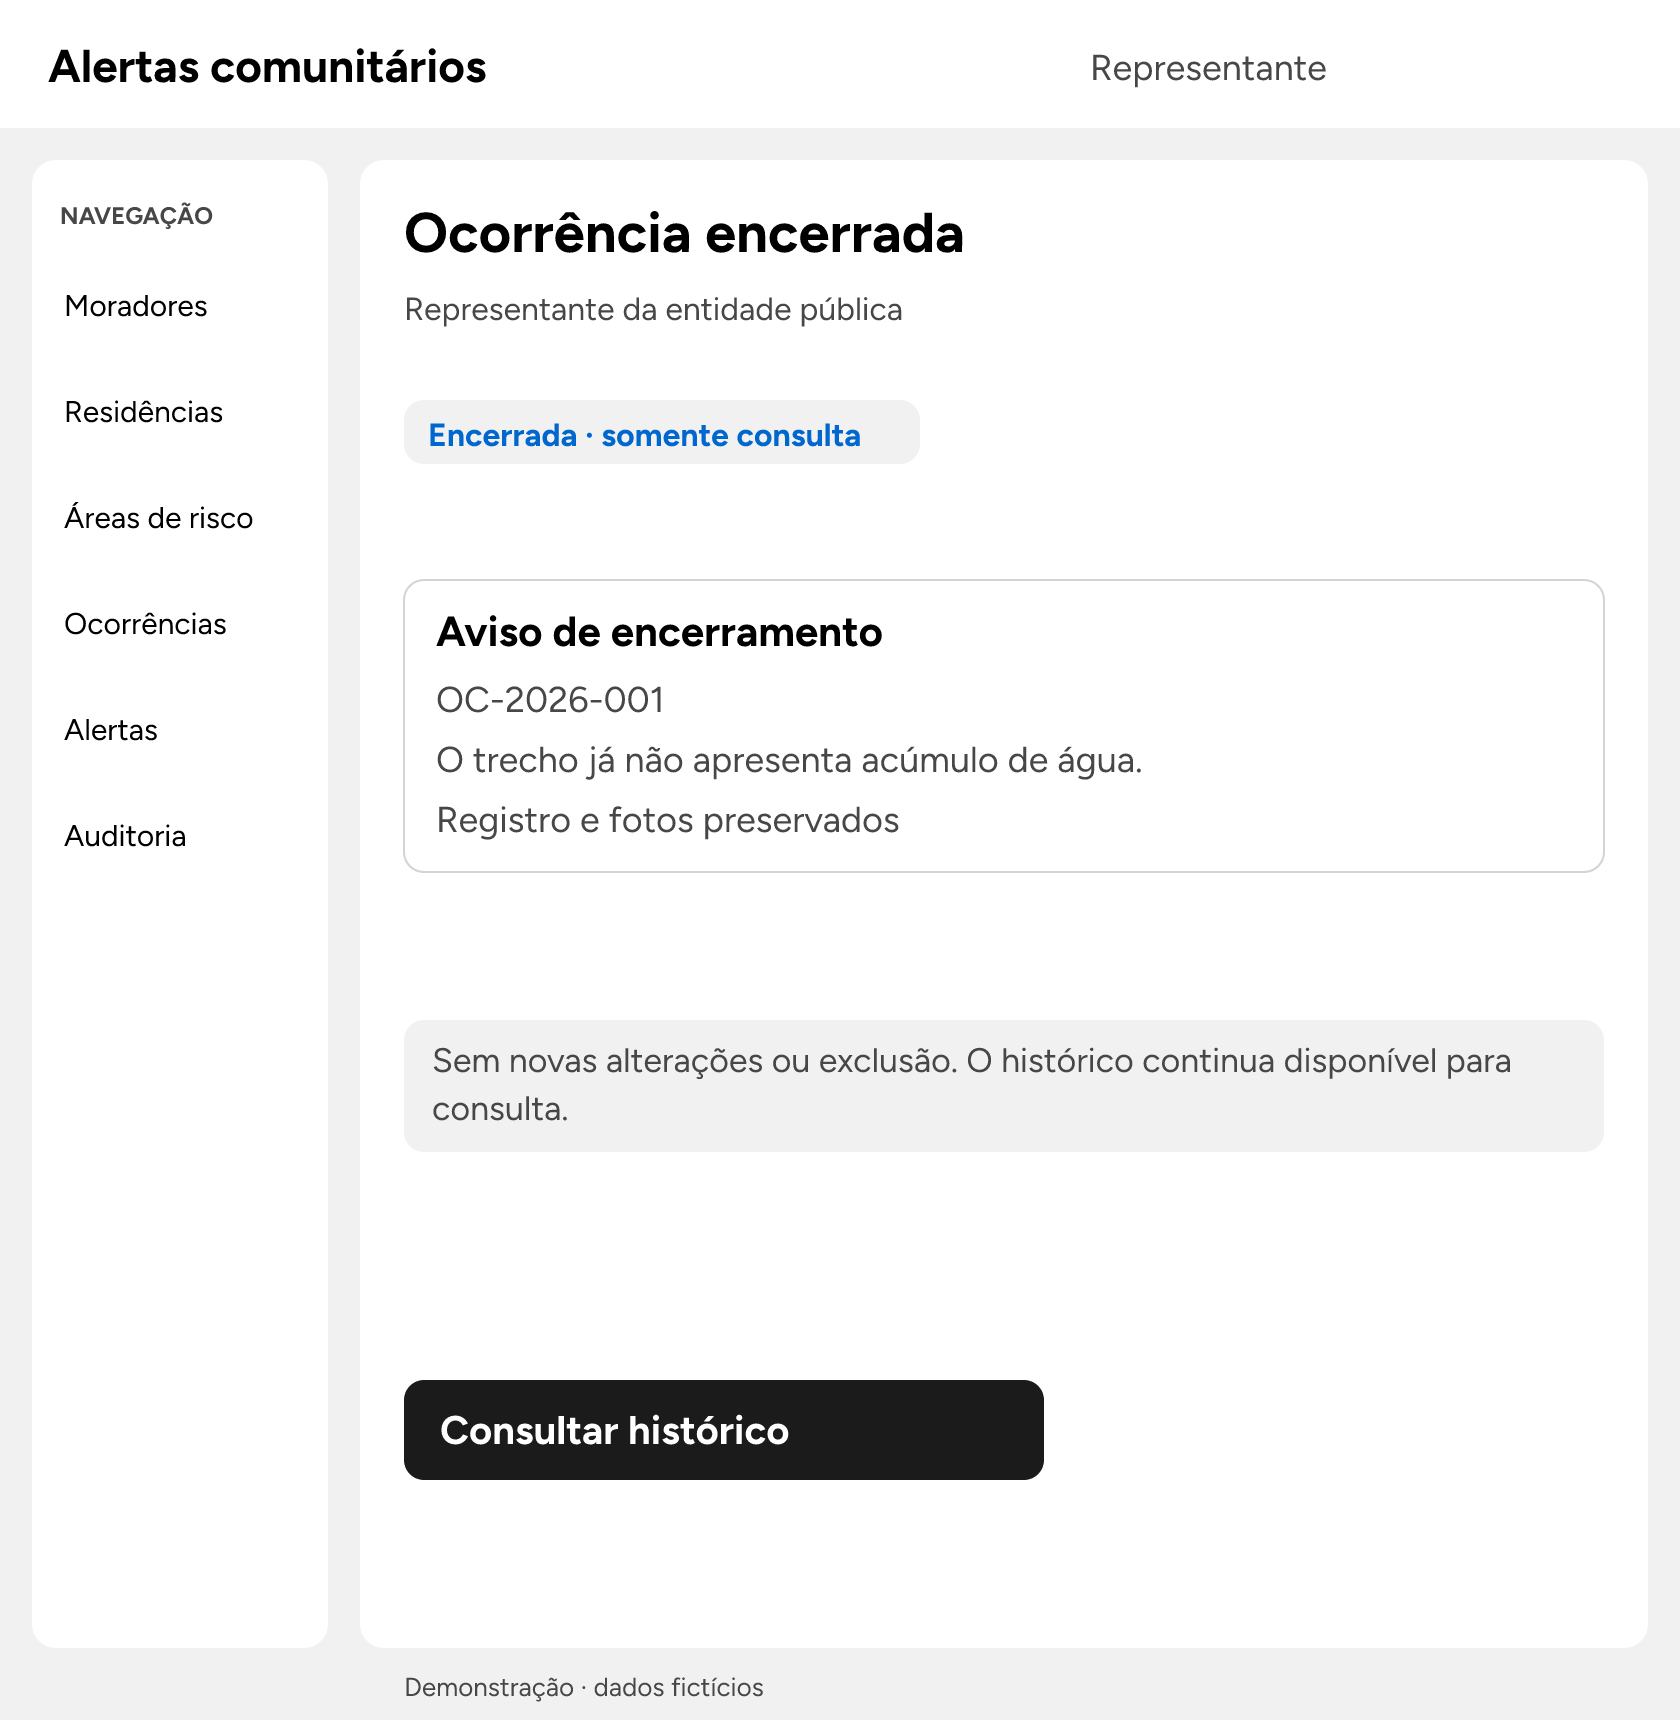 Alertas comunitários
Representante
NAVEGAÇÃO
Moradores
Residências
Áreas de risco
Ocorrências
Alertas
Auditoria
Ocorrência encerrada
Representante da entidade pública
Encerrada · somente consulta
Aviso de encerramento
OC-2026-001
O trecho já não apresenta acúmulo de água.
Registro e fotos preservados
Sem novas alterações ou exclusão. O histórico continua disponível para
consulta.
Consultar histórico
Demonstração · dados fictícios